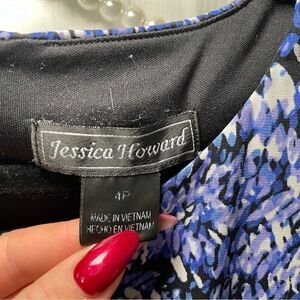 Jessica Howard
4P
MADE IN VIETNAM
HECHO EN VIETNAM